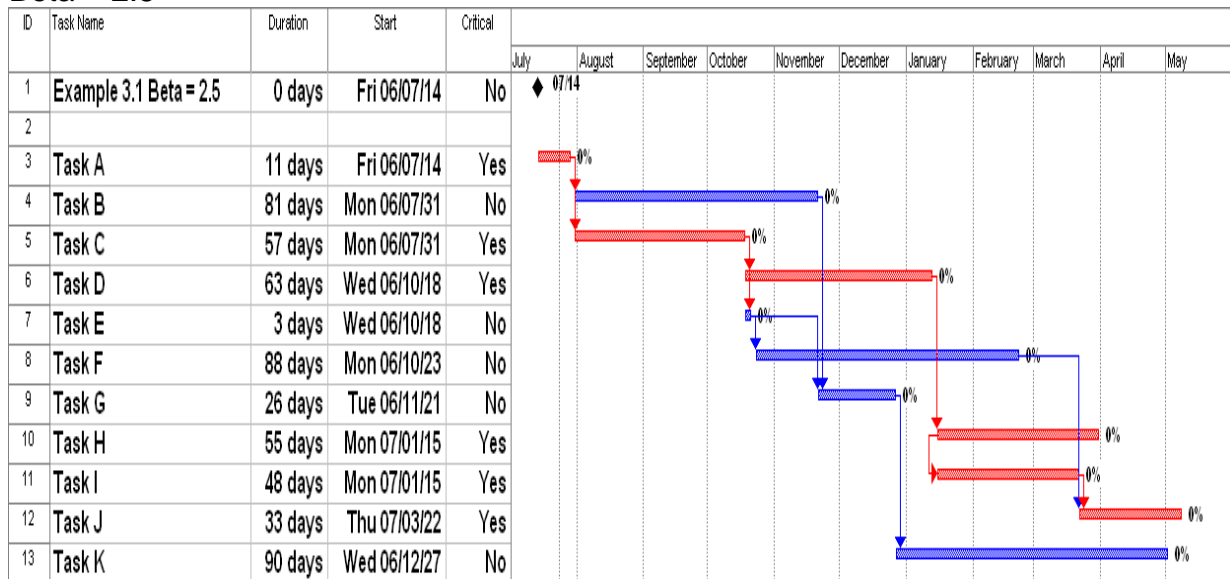 ID Task Name Duration Start Critical
July August September October November December January February March April May
1 Example 3.1 Beta = 2.5 0 days Fri 06/07/14 No 07/14
2
3 Task A 11 days Fri 06/07/14 Yes 0%
4 Task B 81 days Mon 06/07/31 No 0%
5 Task C 57 days Mon 06/07/31 Yes 0%
6 Task D 63 days Wed 06/10/18 Yes 0%
7 Task E 3 days Wed 06/10/18 No 0%
8 Task F 88 days Mon 06/10/23 No 0%
9 Task G 26 days Tue 06/11/21 No 0%
10 Task H 55 days Mon 07/01/15 Yes 0%
11 Task I 48 days Mon 07/01/15 Yes 0%
12 Task J 33 days Thu 07/03/22 Yes 0%
13 Task K 90 days Wed 06/12/27 No 0%